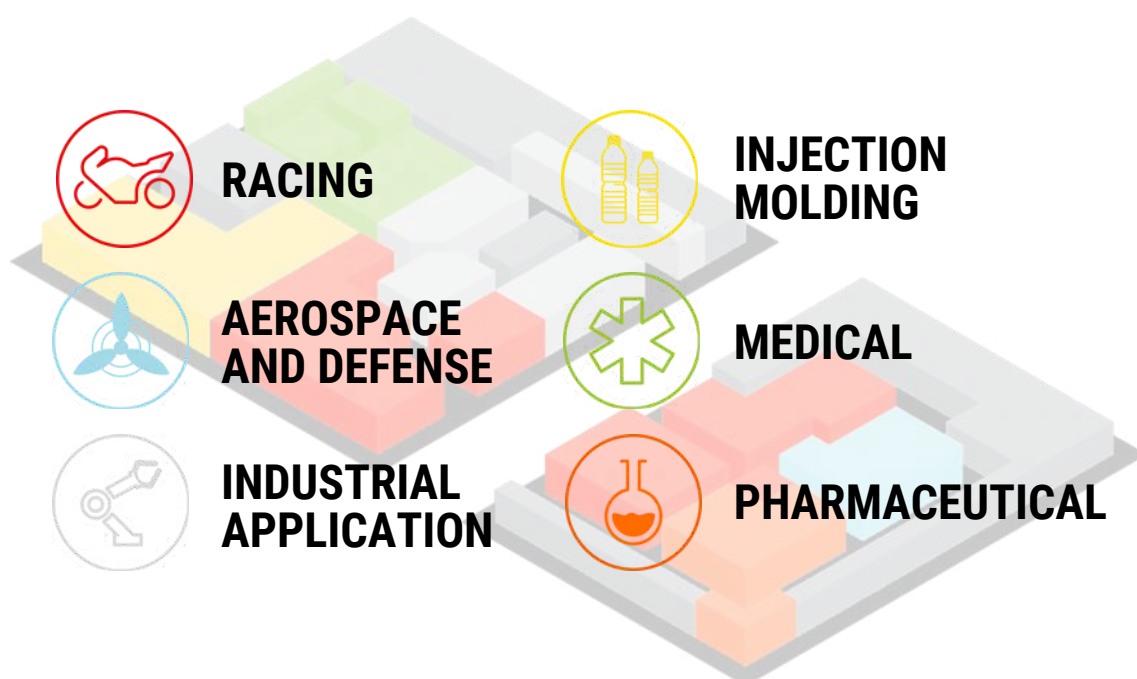 RACING
AEROSPACE
AND DEFENSE
INDUSTRIAL
APPLICATION
INJECTION
MOLDING
MEDICAL
PHARMACEUTICAL